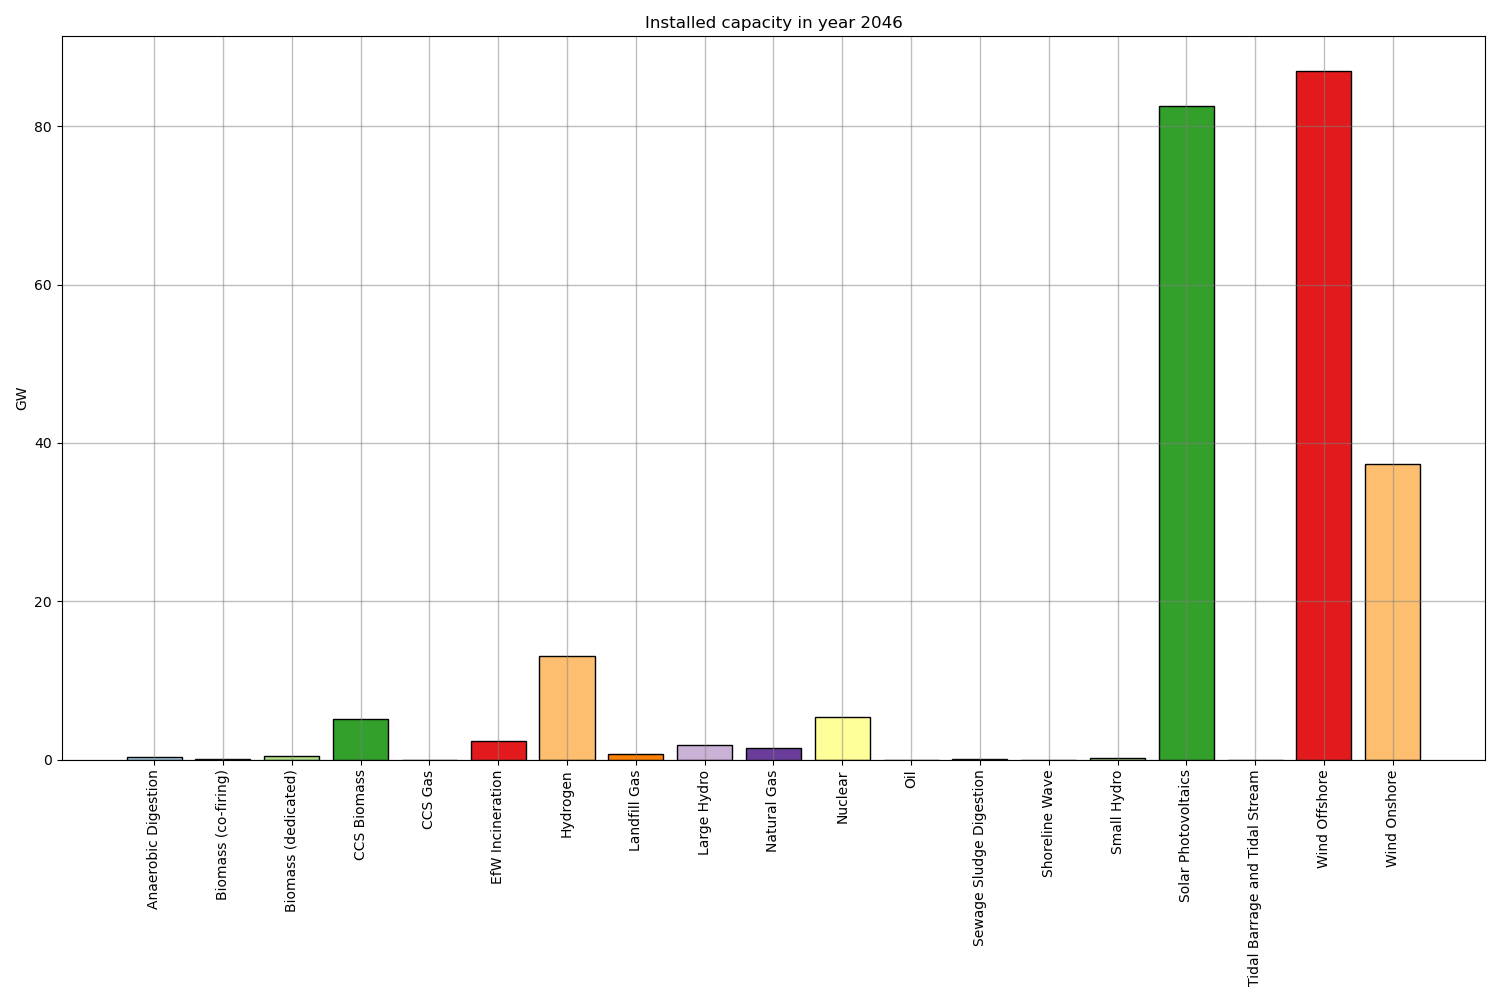 Installed capacity in year 2046
GW
80
60
40
20
0
Anaerobic Digestion
Biomass (co-firing)
Biomass (dedicated)
CCS Biomass
CCS Gas
EfW Incineration
Hydrogen
Landfill Gas
Large Hydro
Natural Gas
Nuclear
Oil
Sewage Sludge Digestion
Shoreline Wave
Small Hydro
Solar Photovoltaics
Tidal Barrage and Tidal Stream
Wind Offshore
Wind Onshore